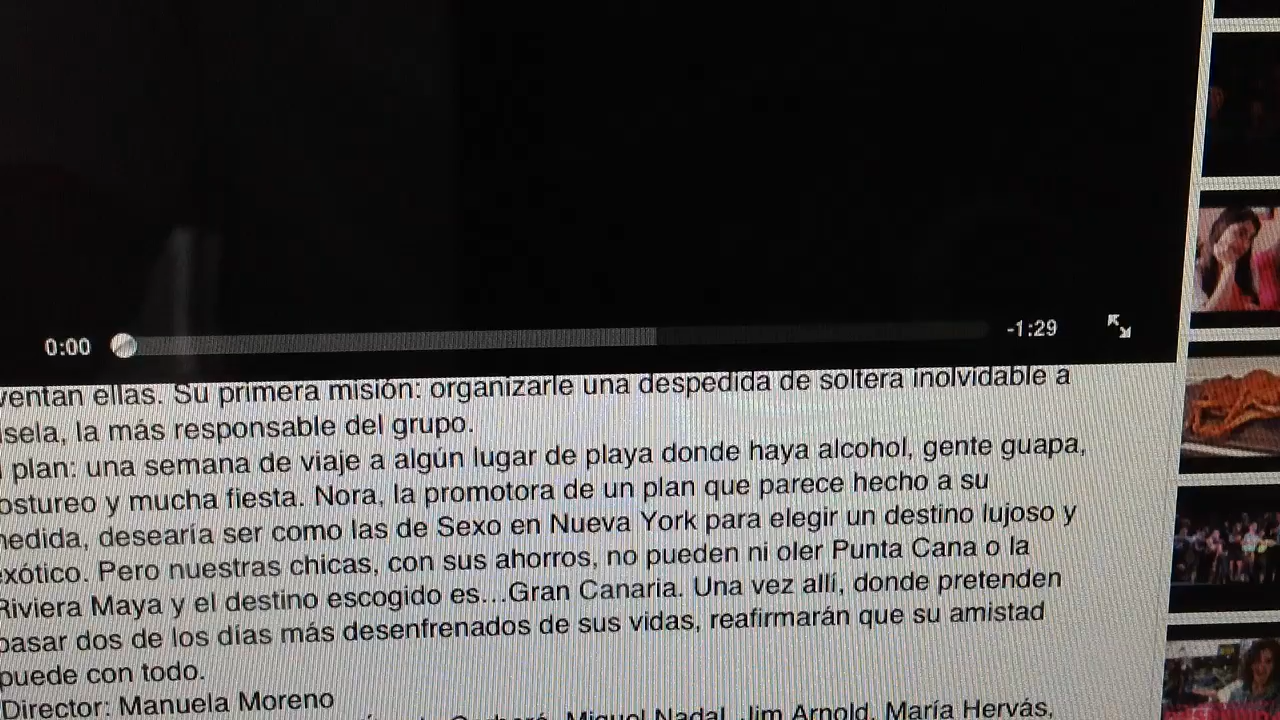 0:00
-1:29
ventan ellas. Su primera misión: organizarle una despedida de soltera inolvidable a
sela, la más responsable del grupo.
plan: una semana de viaje a algún lugar de playa donde haya alcohol, gente guapa,
ostureo y mucha fiesta. Nora, la promotora de un plan que parece hecho a su
nedida, desearía ser como las de Sexo en Nueva York para elegir un destino lujoso y
exótico. Pero nuestras chicas, con sus ahorros, no pueden ni oler Punta Cana o la
Riviera Maya y el destino escogido es...Gran Canaria. Una vez allí, donde pretenden
pasar dos de los días más desenfrenados de sus vidas, reafirmarán que su amistad
puede con todo.
Director: Manuela Moreno
Miguel Nadal, Jim Arnold, María Hervás,